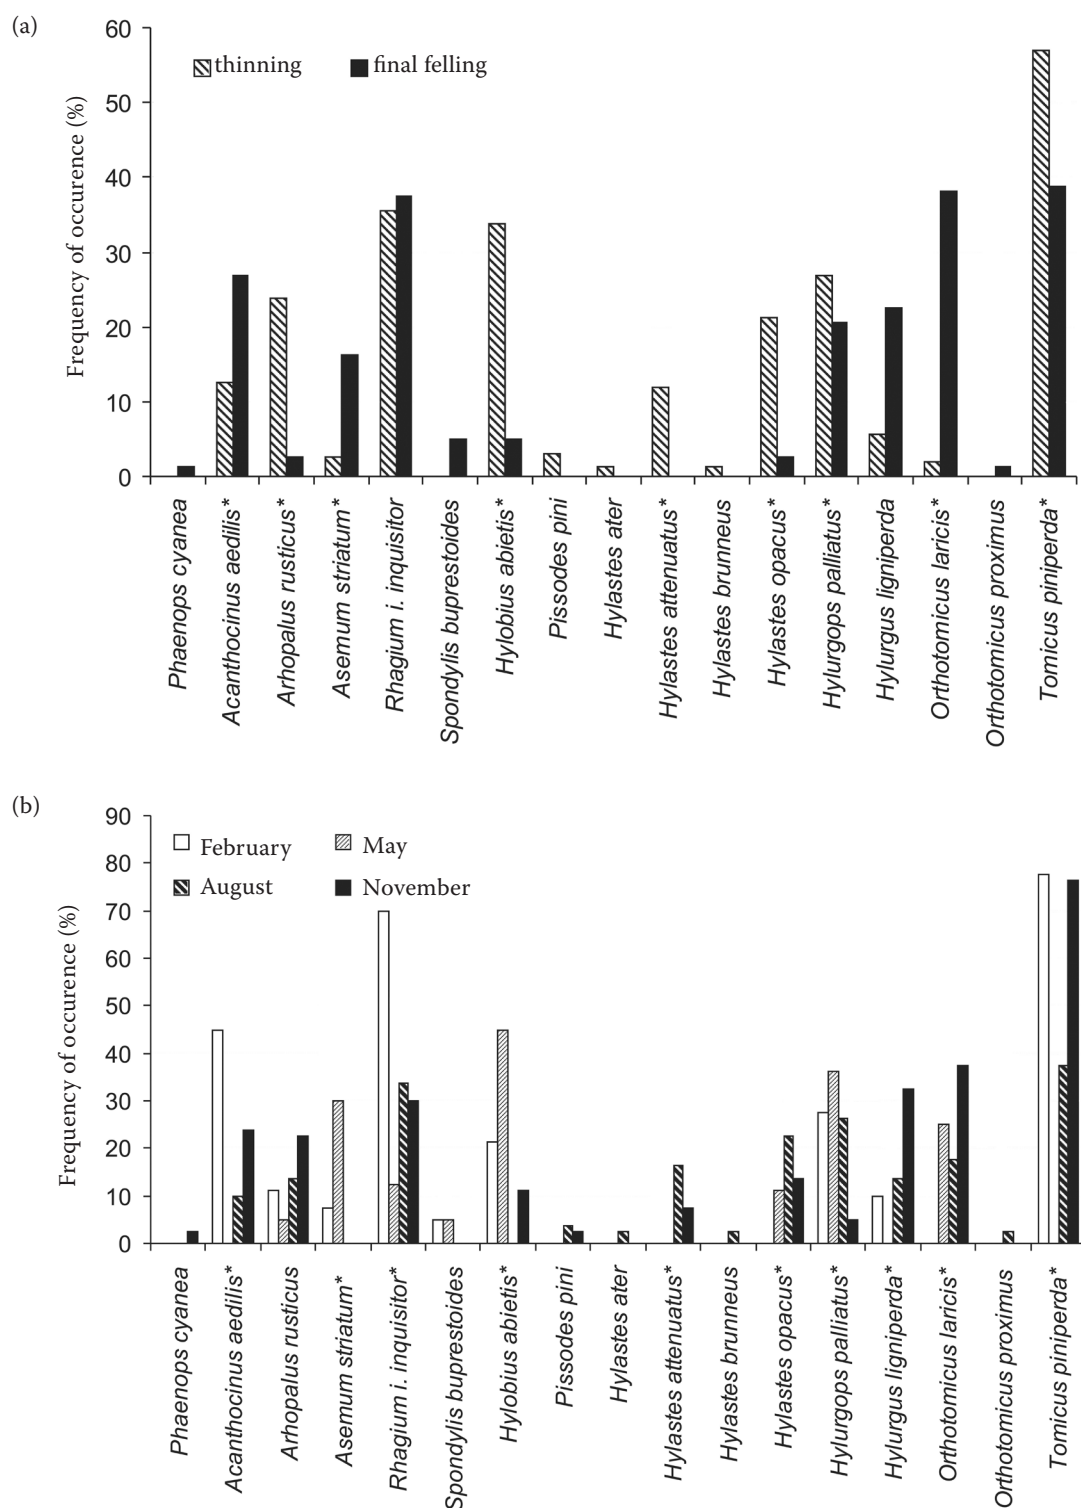 (a)
Frequency of occurence (%)
60
50
40
30
20
10
0
thinning
final felling
Phaenops cyanea
Acanthocinus aedilis*
Arhopalus rusticus*
Asemum striatum*
Rhagium i. inquisitor
Spondylis buprestoides
Hylobius abietis*
Pissodes pini
Hylastes ater
Hylastes attenuatus*
Hylastes brunneus
Hylastes opacus*
Hylurgops palliatus*
Hylurgus ligniperda
Orthotomicus laricis*
Orthotomicus proximus
Tomicus piniperda*
(b)
Frequency of occurence (%)
90
80
70
60
50
40
30
20
10
0
February
May
August
November
Phaenops cyanea
Acanthocinus aedilis*
Arhopalus rusticus
Asemum striatum*
Rhagium i. inquisitor*
Spondylis buprestoides
Hylobius abietis*
Pissodes pini
Hylastes ater
Hylastes attenuatus*
Hylastes brunneus
Hylastes opacus*
Hylurgops palliatus*
Hylurgus ligniperda*
Orthotomicus laricis*
Orthotomicus proximus
Tomicus piniperda*